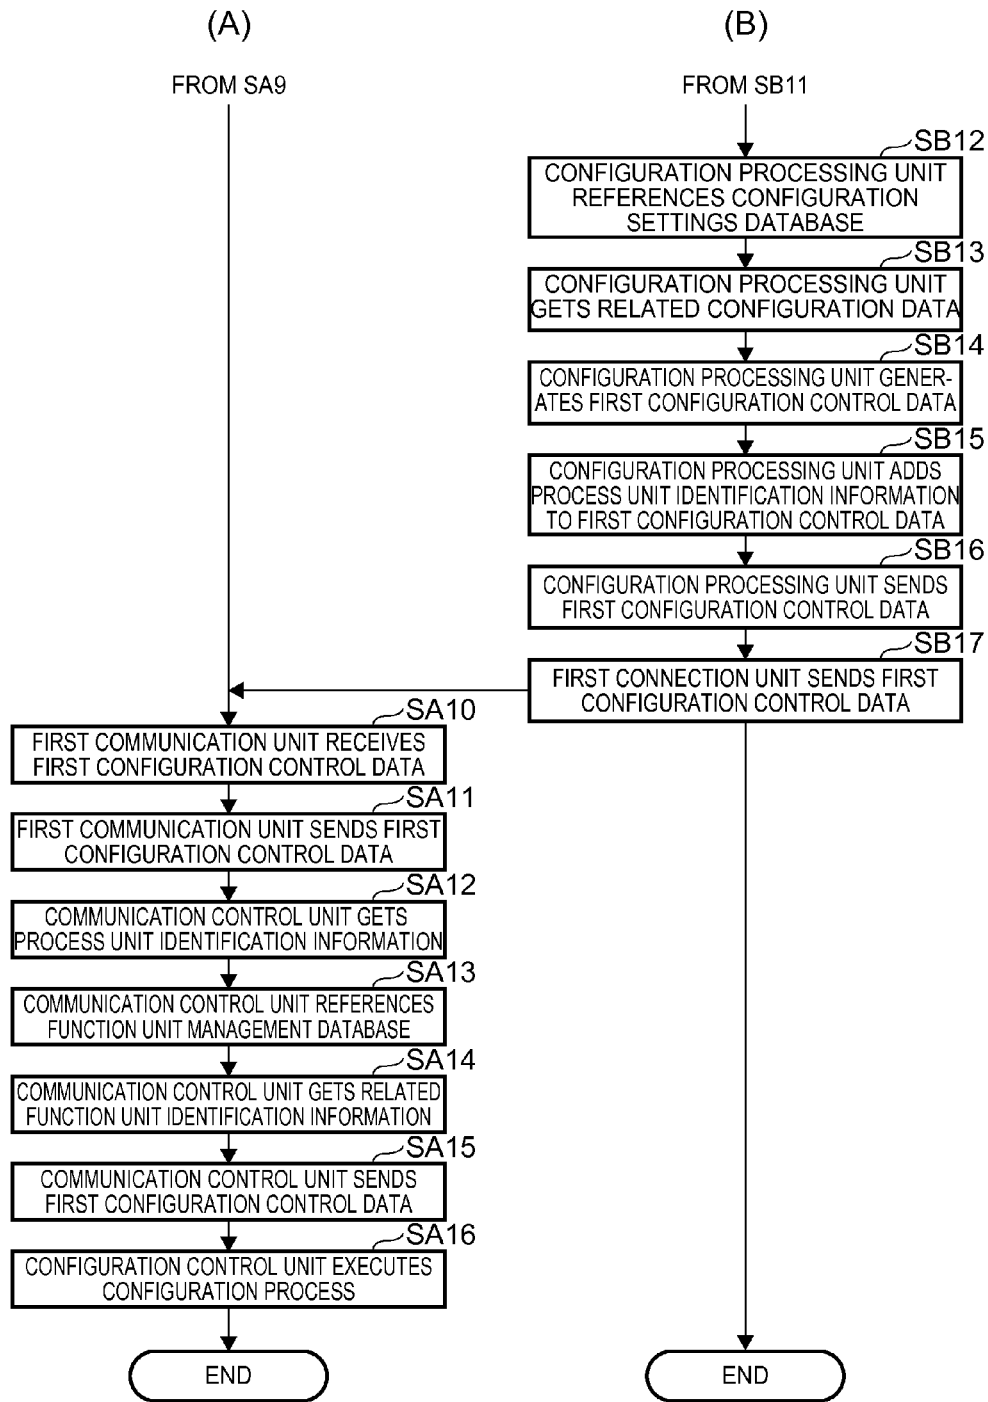 (A)
(B)
FROM SA9
FROM SB11
SB12
CONFIGURATION PROCESSING UNIT
REFERENCES CONFIGURATION
SETTINGS DATABASE
SB13
CONFIGURATION PROCESSING UNIT
GETS RELATED CONFIGURATION DATA
SB14
CONFIGURATION PROCESSING UNIT GENER-
ATES FIRST CONFIGURATION CONTROL DATA
SB15
CONFIGURATION PROCESSING UNIT ADDS
PROCESS UNIT IDENTIFICATION INFORMATION
TO FIRST CONFIGURATION CONTROL DATA
SB16
CONFIGURATION PROCESSING UNIT SENDS
FIRST CONFIGURATION CONTROL DATA
SB17
FIRST CONNECTION UNIT SENDS FIRST
CONFIGURATION CONTROL DATA
SA10
FIRST COMMUNICATION UNIT RECEIVES
FIRST CONFIGURATION CONTROL DATA
SA11
FIRST COMMUNICATION UNIT SENDS FIRST
CONFIGURATION CONTROL DATA
SA12
COMMUNICATION CONTROL UNIT GETS
PROCESS UNIT IDENTIFICATION INFORMATION
SA13
COMMUNICATION CONTROL UNIT REFERENCES
FUNCTION UNIT MANAGEMENT DATABASE
SA14
COMMUNICATION CONTROL UNIT GETS RELATED
FUNCTION UNIT IDENTIFICATION INFORMATION
SA15
COMMUNICATION CONTROL UNIT SENDS
FIRST CONFIGURATION CONTROL DATA
SA16
CONFIGURATION CONTROL UNIT EXECUTES
CONFIGURATION PROCESS
END
END